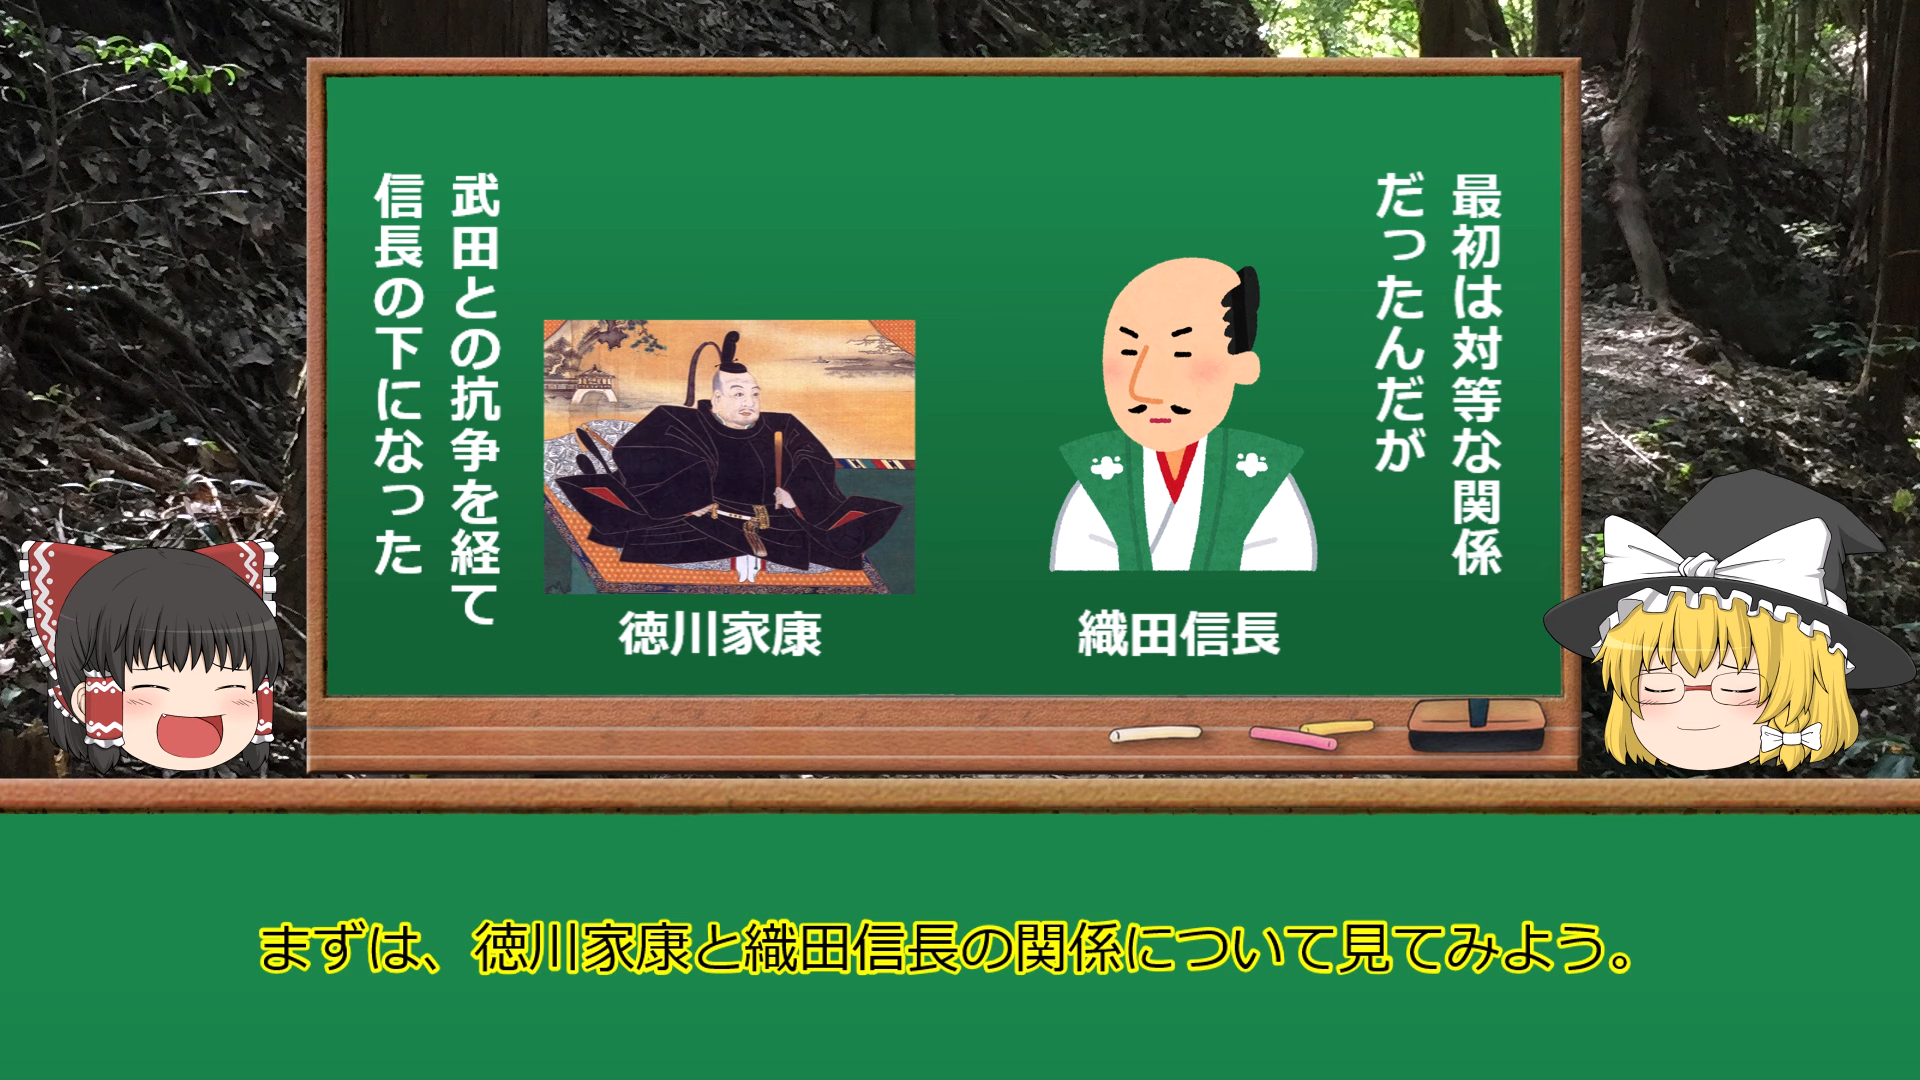 最初は対等な関係
だったんだが
武田との抗争を経て
信長の下になった
徳川家康
織田信長
まずは、徳川家康と織田信長の関係について見てみよう。